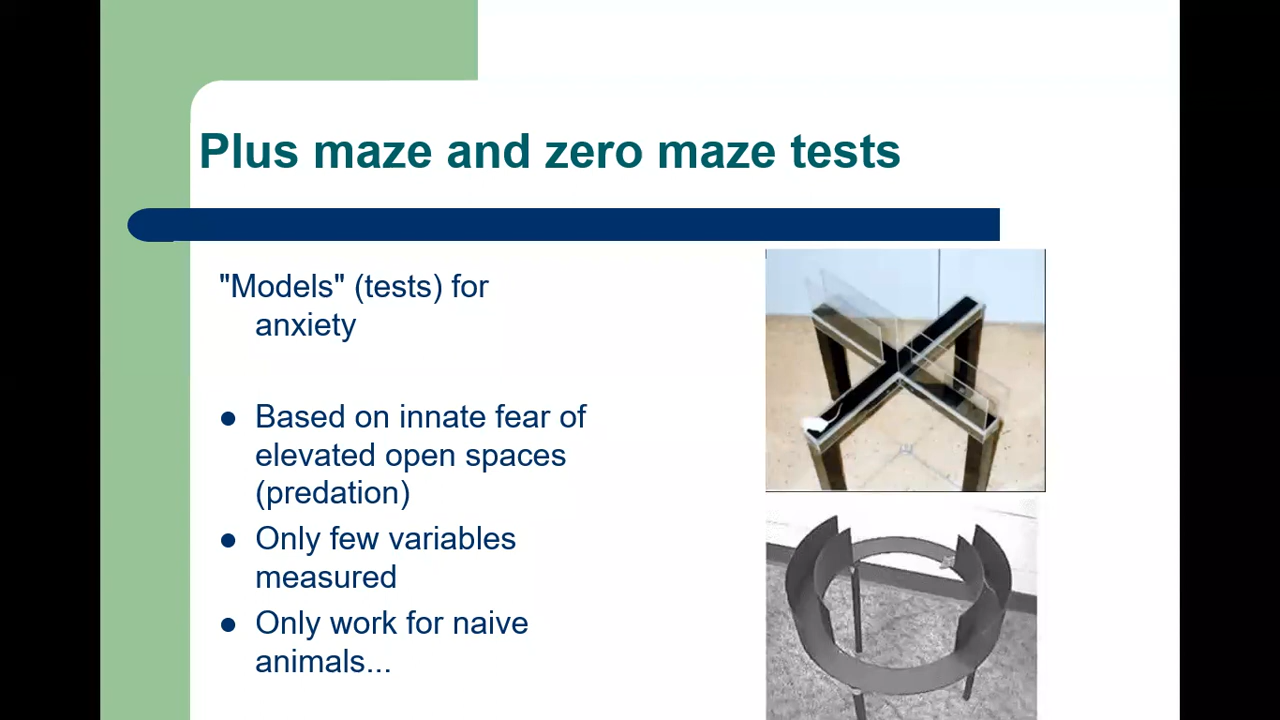 Plus maze and zero maze tests
"Models" (tests) for
anxiety
● Based on innate fear of
elevated open spaces
(predation)
● Only few variables
measured
● Only work for naive
animals...